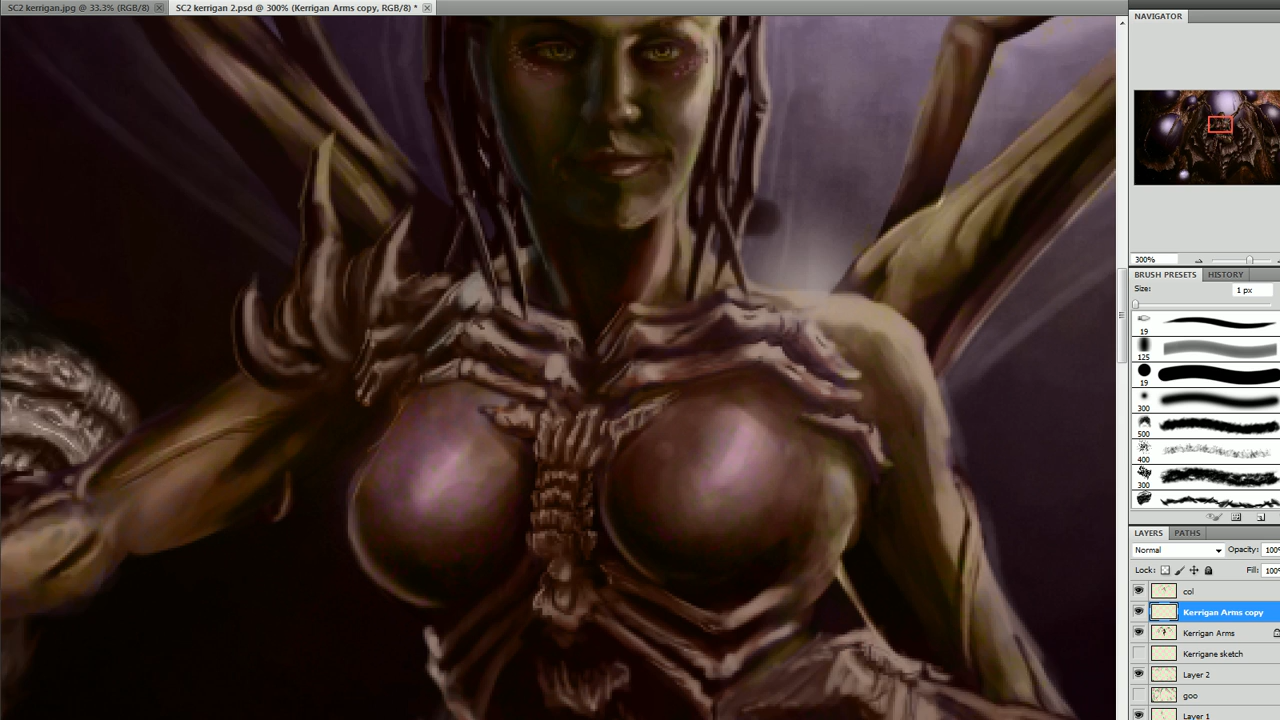 SC2 kerrigan.jpg @ 33.3% (RGB/8)
SC2 kerrigan 2.psd @ 300% (Kerrigan Arms copy, RGB/8) *
NAVIGATOR
300%
BRUSH PRESETS
HISTORY
Size:
1 px
19
125
19
300
500
400
300
LAYERS
PATHS
Normal
Opacity:
100%
Lock:
Fill:
100%
col
Kerrigan Arms copy
Kerrigan Arms
Kerrigane sketch
Layer 2
goo
Layer 1